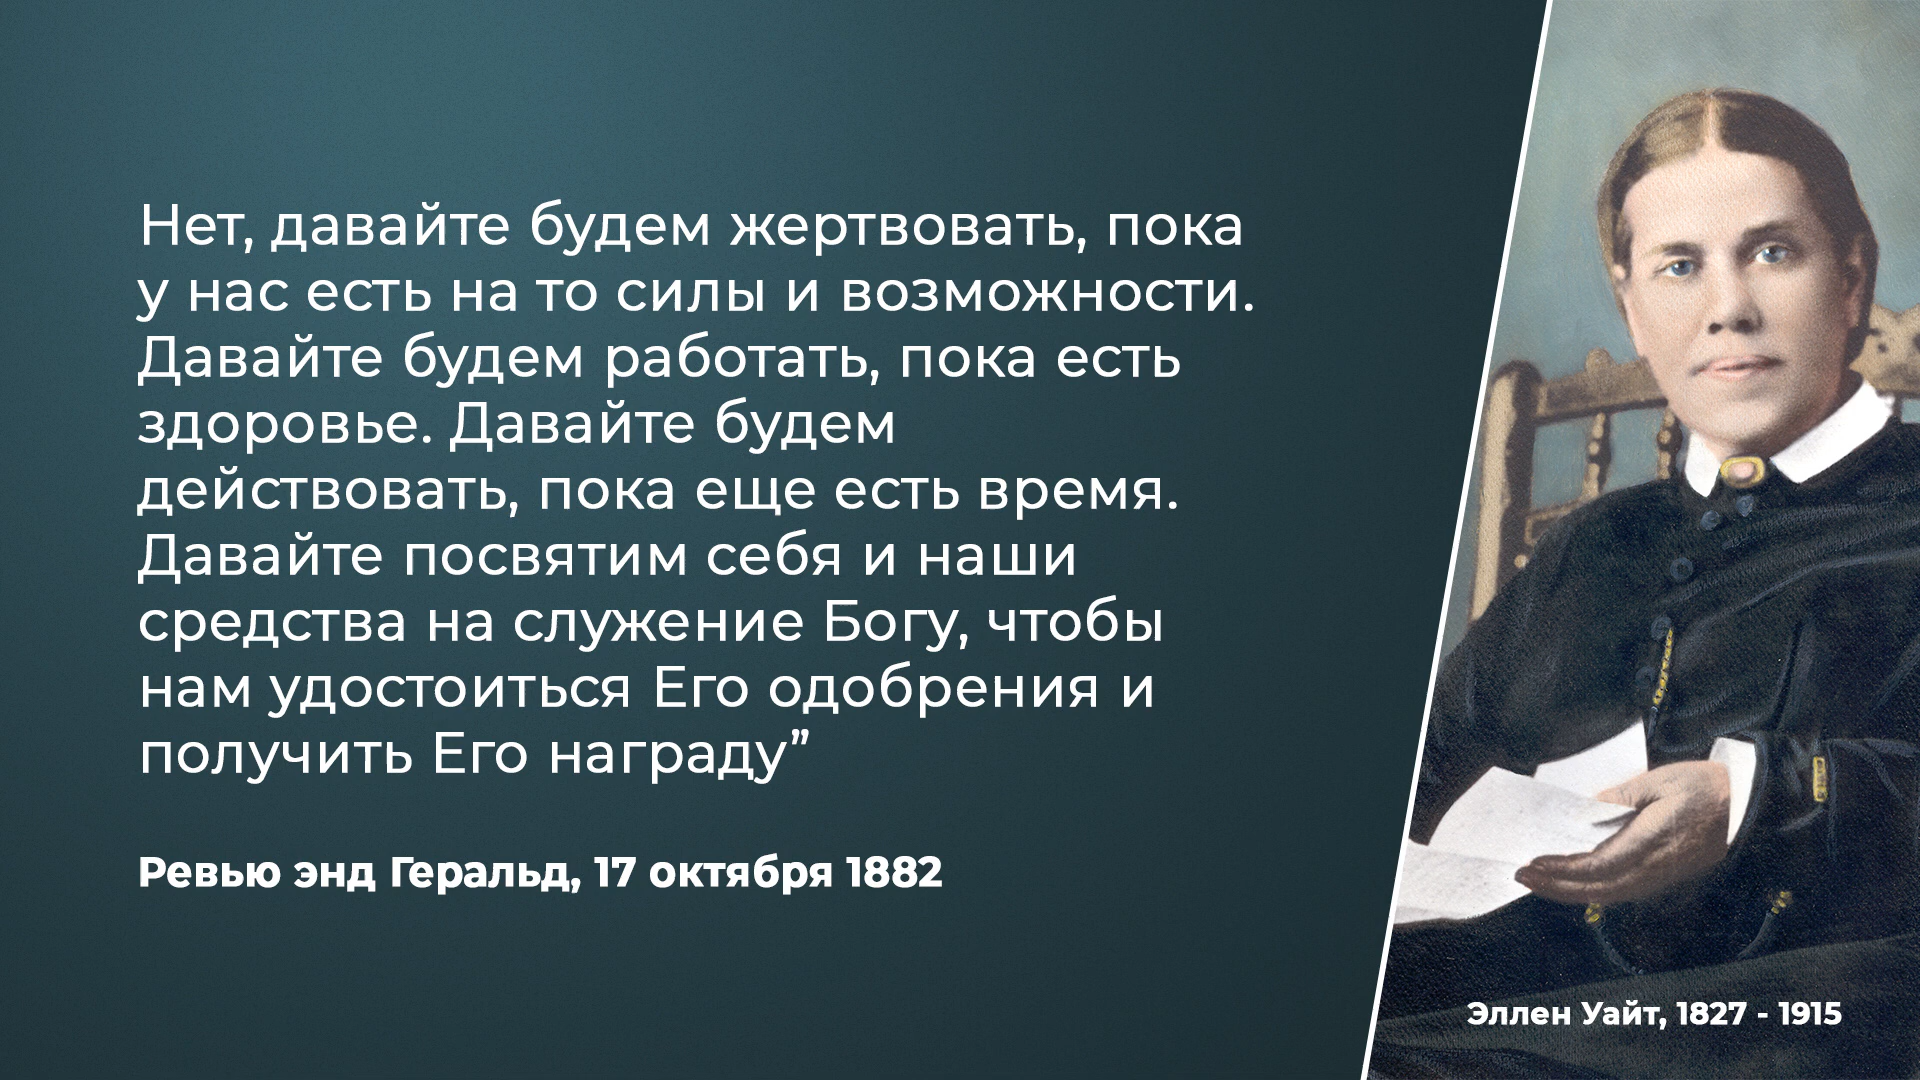 Нет, давайте будем жертвовать, пока
у нас есть на то силы и возможности.
Давайте будем работать, пока есть
здоровье. Давайте будем
действовать, пока еще есть время.
Давайте посвятим себя и наши
средства на служение Богу, чтобы
нам удостоиться Его одобрения и
получить Его награду”
Ревью энд Геральд, 17 октября 1882
Эллен Уайт, 1827 - 1915